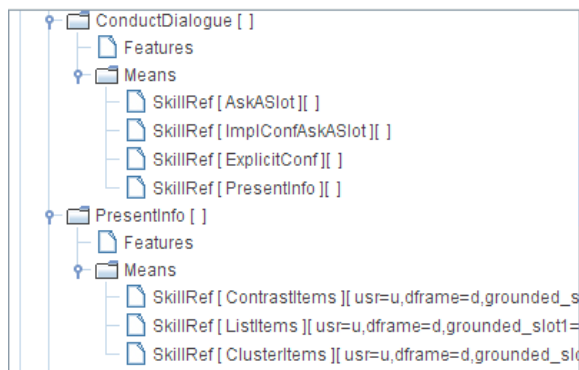 ConductDialogue [ ]
Features
Means
SkillRef [ AskASlot ][ ]
SkillRef [ ImplConfAskASlot ][ ]
SkillRef [ ExplicitConf ][ ]
SkillRef [ PresentInfo ][ ]
PresentInfo [ ]
Features
Means
SkillRef [ ContrastItems ][ usr=u,dframe=d,grounded_s
SkillRef [ ListItems ][ usr=u,dframe=d,grounded_slot1=
SkillRef [ ClusterItems ][ usr=u,dframe=d,grounded_slo